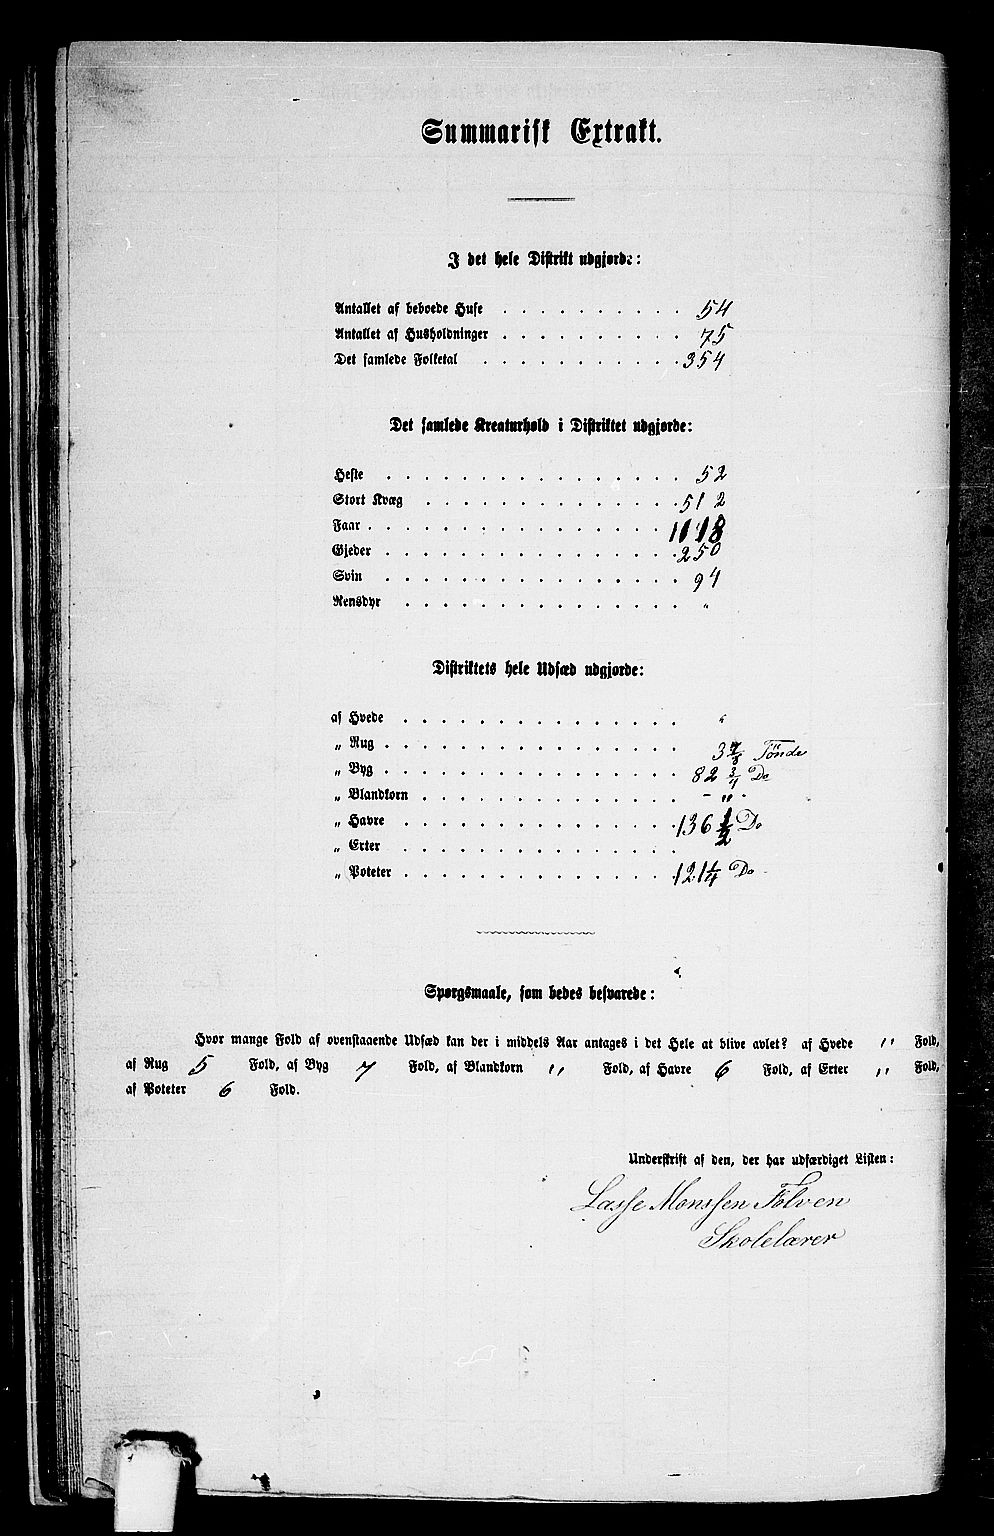 Summarisk Extrakt.
I det hele Distrikt udgjorde:
Antallet af beboede Huse . . . . . . . . . . 54
Antallet af Husholdninger . . . . . . . . . . 75
Det samlede Folketal . . . . . . . . . . 354
Det samlede Kreaturhold i Distriktet udgjorde:
Heste . . . . . . . . . . 52
Stort Kvæg . . . . . . . . . . 512
Faar . . . . . . . . . .
Gjeder . . . . . . . . . . 250
Svin . . . . . . . . . . 94
Rensdyr . . . . . . . . . . "
Distriktets hele Udsæd udgjorde:
af Hvede . . . . . . . . . . "
„ Rug . . . . . . . . . . 3 7/8 Tönde
„ Byg . . . . . . . . . . 82 3/4 Do
„ Blandkorn . . . . . . . . . . - " -
„ Havre . . . . . . . . . . 136 1/2 Do
„ Erter . . . . . . . . . .
„ Poteter . . . . . . . . . . 121 1/4 Do
Spørgsmaale, som bedes besvarede:
Hvor mange Fold af ovenstaaende Udsæd kan der i middels Aar antages i det Hele at blive avlet? af Hvede " Fold,
af Rug 5 Fold, af Byg 7 Fold, af Blandkorn " Fold, af Havre 6 Fold, af Erter " Fold,
af Poteter 6 Fold.
Underskrift af den, der har udfærdiget Listen:
Lasse Monssen Folven
Skolelærer